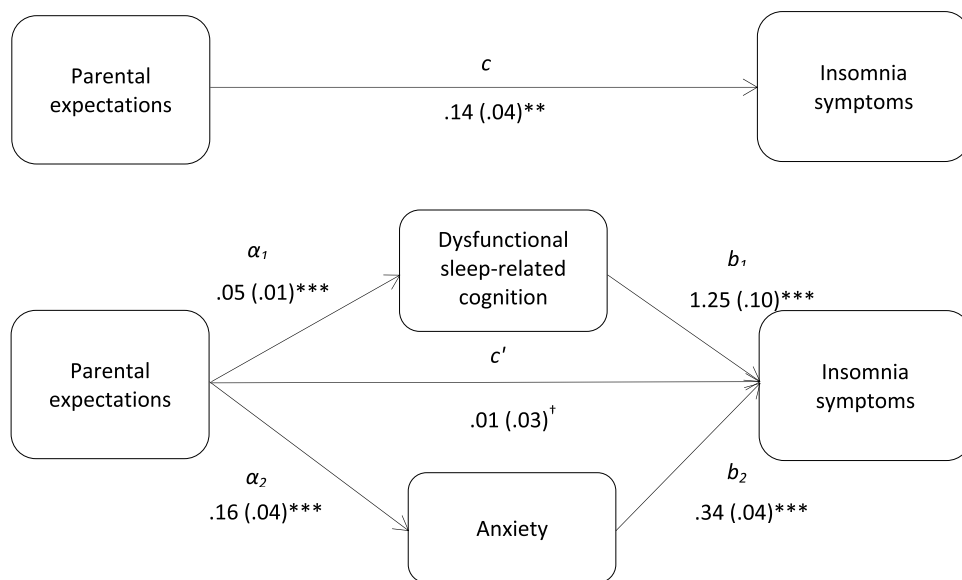 Parental
expectations
c
.14 (.04)**
Insomnia
symptoms
α₁
.05 (.01)***
Dysfunctional
sleep-related
cognition
b₁
1.25 (.10)***
Parental
expectations
c'
.01 (.03)†
Insomnia
symptoms
α₂
.16 (.04)***
Anxiety
b₂
.34 (.04)***